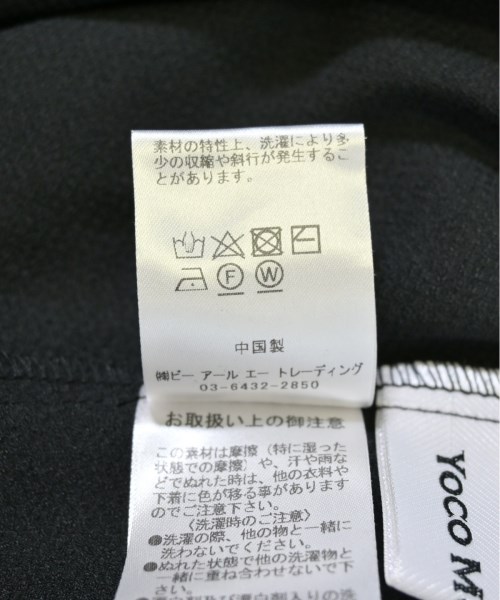 素材の特性上、洗濯により多
少の収縮や斜行が発生するこ
とがあります。
F
W
中国製
㈱ビー アール エー トレーディング
03-6432-2850
お取扱い上の御注意
この素材は摩擦（特に湿った
状態での摩擦）や、汗や雨な
どでぬれた時は、他の衣料や
下着に色が移る事があります
のでご注意下さい。
〈洗濯時のご注意〉
●洗濯の際、他の物と一緒に
洗わないでください。
●ぬれた状態で他の洗濯物と
一緒に重ね合わせないで下
Yoco M